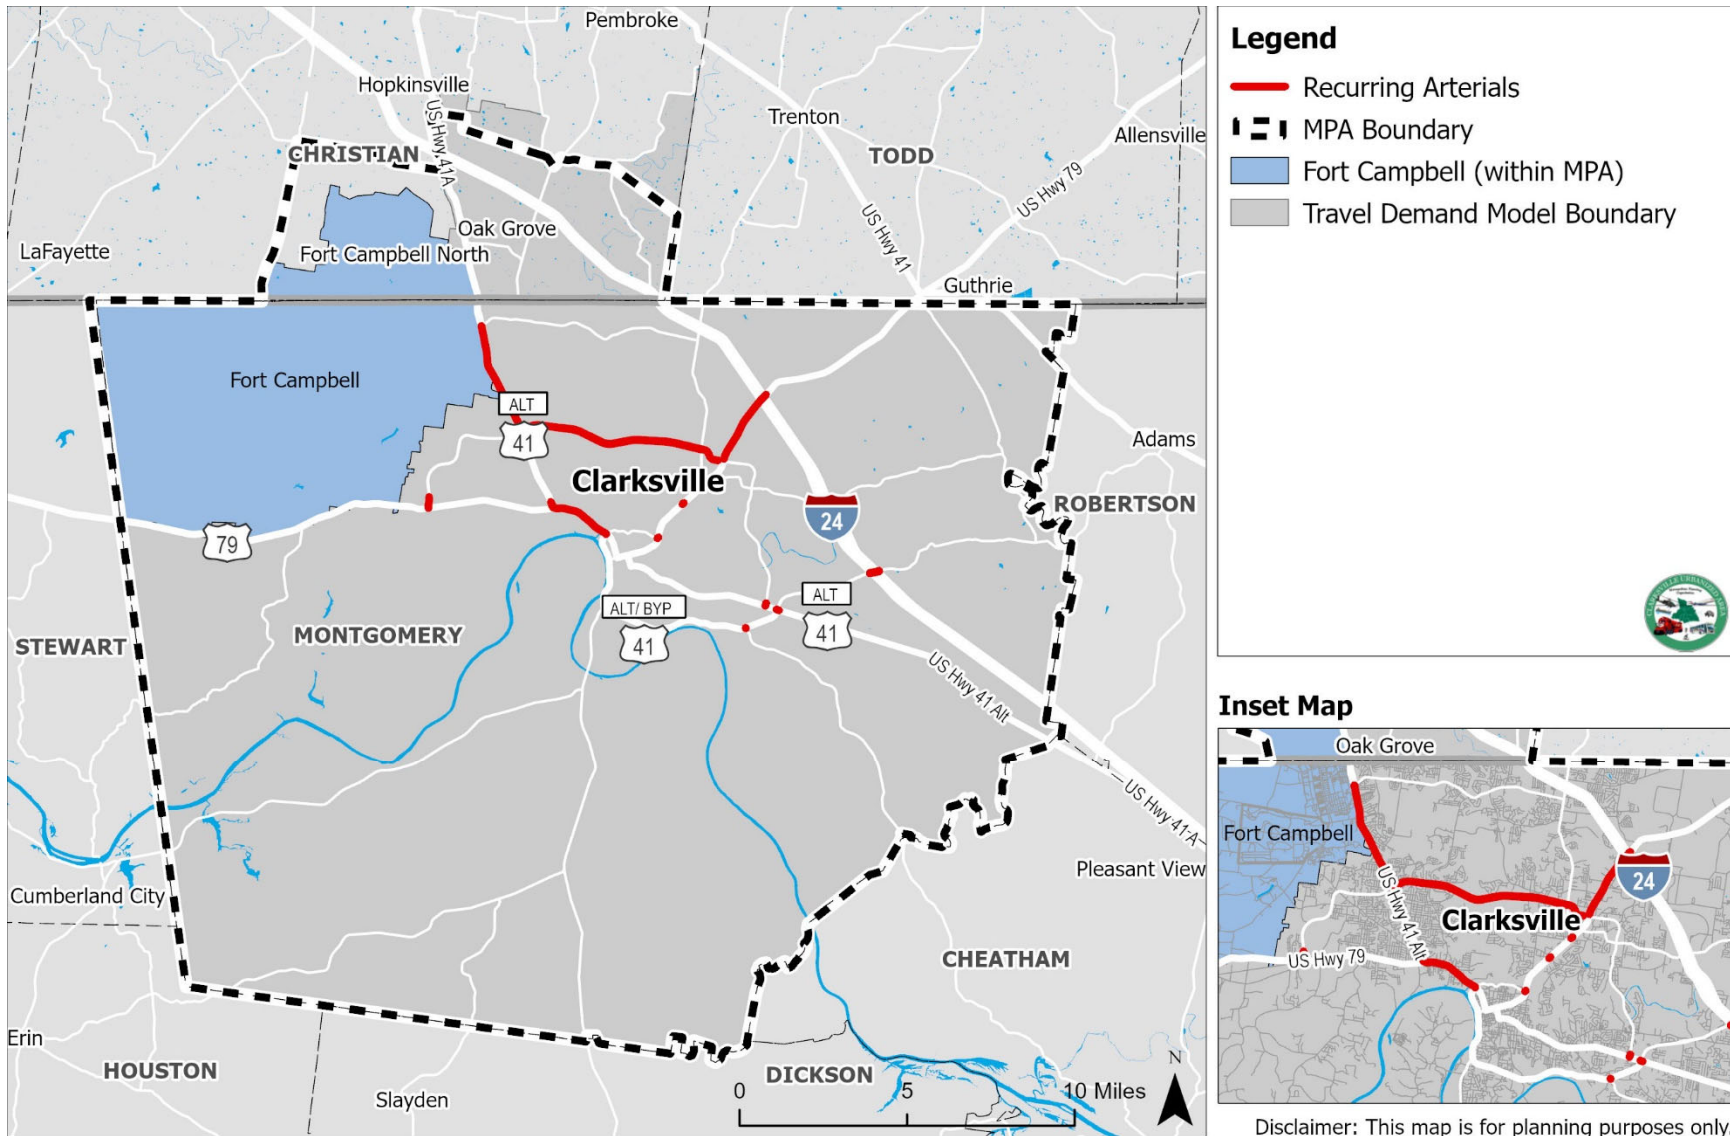 Pembroke
Hopkinsville
US Hwy 41A
Trenton
Allensville
CHRISTIAN
TODD
US Hwy 79
US Hwy 41
LaFayette
Oak Grove
Fort Campbell North
Guthrie
Fort Campbell
ALT
41
Clarksville
Adams
ROBERTSON
24
79
ALT/ BYP
41
ALT
41
STEWART
MONTGOMERY
US Hwy 41 Alt
US Hwy 41 A
Pleasant View
Cumberland City
CHEATHAM
Erin
HOUSTON
DICKSON
Slayden
0 5 10 Miles
N
Legend
Recurring Arterials
MPA Boundary
Fort Campbell (within MPA)
Travel Demand Model Boundary
CLARKSVILLE URBANIZED AREA
Inset Map
Oak Grove
Fort Campbell
US Hwy 41 Alt
24
Clarksville
US Hwy 79
Disclaimer: This map is for planning purposes only.